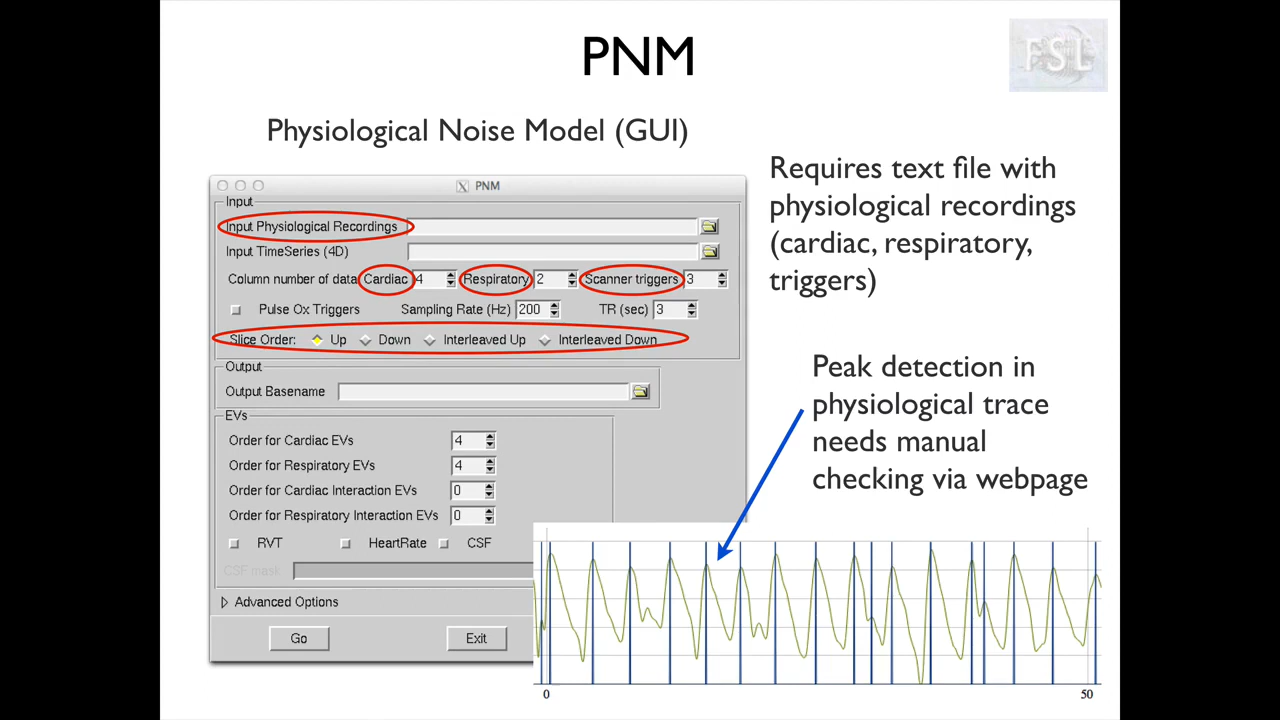 PNM
FSL
Physiological Noise Model (GUI)
Requires text file with
physiological recordings
(cardiac, respiratory,
triggers)
PNM
Input
Input Physiological Recordings
Input TimeSeries (4D)
Column number of data Cardiac 4 Respiratory 2 Scanner triggers 3
Pulse Ox Triggers Sampling Rate (Hz) 200 TR (sec) 3
Slice Order: Up Down Interleaved Up Interleaved Down
Output
Output Basename
EVs
Order for Cardiac EVs 4
Order for Respiratory EVs 4
Order for Cardiac Interaction EVs 0
Order for Respiratory Interaction EVs 0
RVT HeartRate CSF
CSF mask:
Advanced Options
Go Exit
Peak detection in
physiological trace
needs manual
checking via webpage
0 50